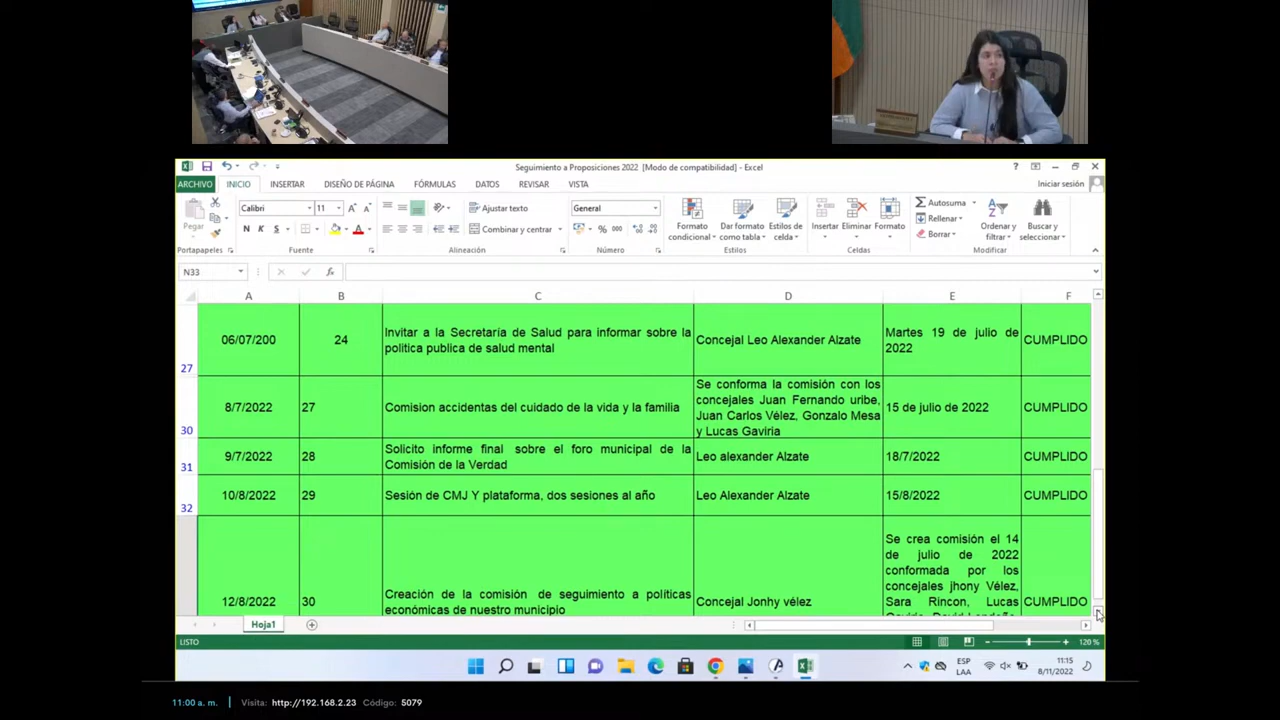 Seguimiento a Proposiciones 2022 [Modo de compatibilidad] - Excel
ARCHIVO INICIO INSERTAR DISEÑO DE PÁGINA FÓRMULAS DATOS REVISAR VISTA Iniciar sesión
Pegar
Calibri 11
N K S
Ajustar texto
Combinar y centrar
General
% 000
Formato condicional
Dar formato como tabla
Estilos de celda
Insertar Eliminar Formato
Autosuma
Rellenar
Borrar
Ordenar y filtrar
Buscar y seleccionar
Portapapeles Fuente Alineación Número Estilos Celdas Modificar
N33
A B C D E F
27
06/07/200
24
Invitar a la Secretaría de Salud para informar sobre la
politica publica de salud mental
Concejal Leo Alexander Alzate
Martes 19 de julio de
2022
CUMPLIDO
30
8/7/2022
27
Comision accidentas del cuidado de la vida y la familia
Se conforma la comisión con los
concejales Juan Fernando uribe,
Juan Carlos Vélez, Gonzalo Mesa
y Lucas Gaviria
15 de julio de 2022
CUMPLIDO
31
9/7/2022
28
Solicito informe final sobre el foro municipal de la
Comisión de la Verdad
Leo alexander Alzate
18/7/2022
CUMPLIDO
32
10/8/2022
29
Sesión de CMJ Y plataforma, dos sesiones al año
Leo Alexander Alzate
15/8/2022
CUMPLIDO
12/8/2022
30
Creación de la comisión de seguimiento a políticas
económicas de nuestro municipio
Concejal Jonhy vélez
Se crea comisión el 14
de julio de 2022
conformada por los
concejales jhony Vélez,
Sara Rincon, Lucas
CUMPLIDO
Hoja1
LISTO
120 %
ESP
LAA
11:15
8/11/2022
11:00 a. m. | Visita: http://192.168.2.23 Código: 5079